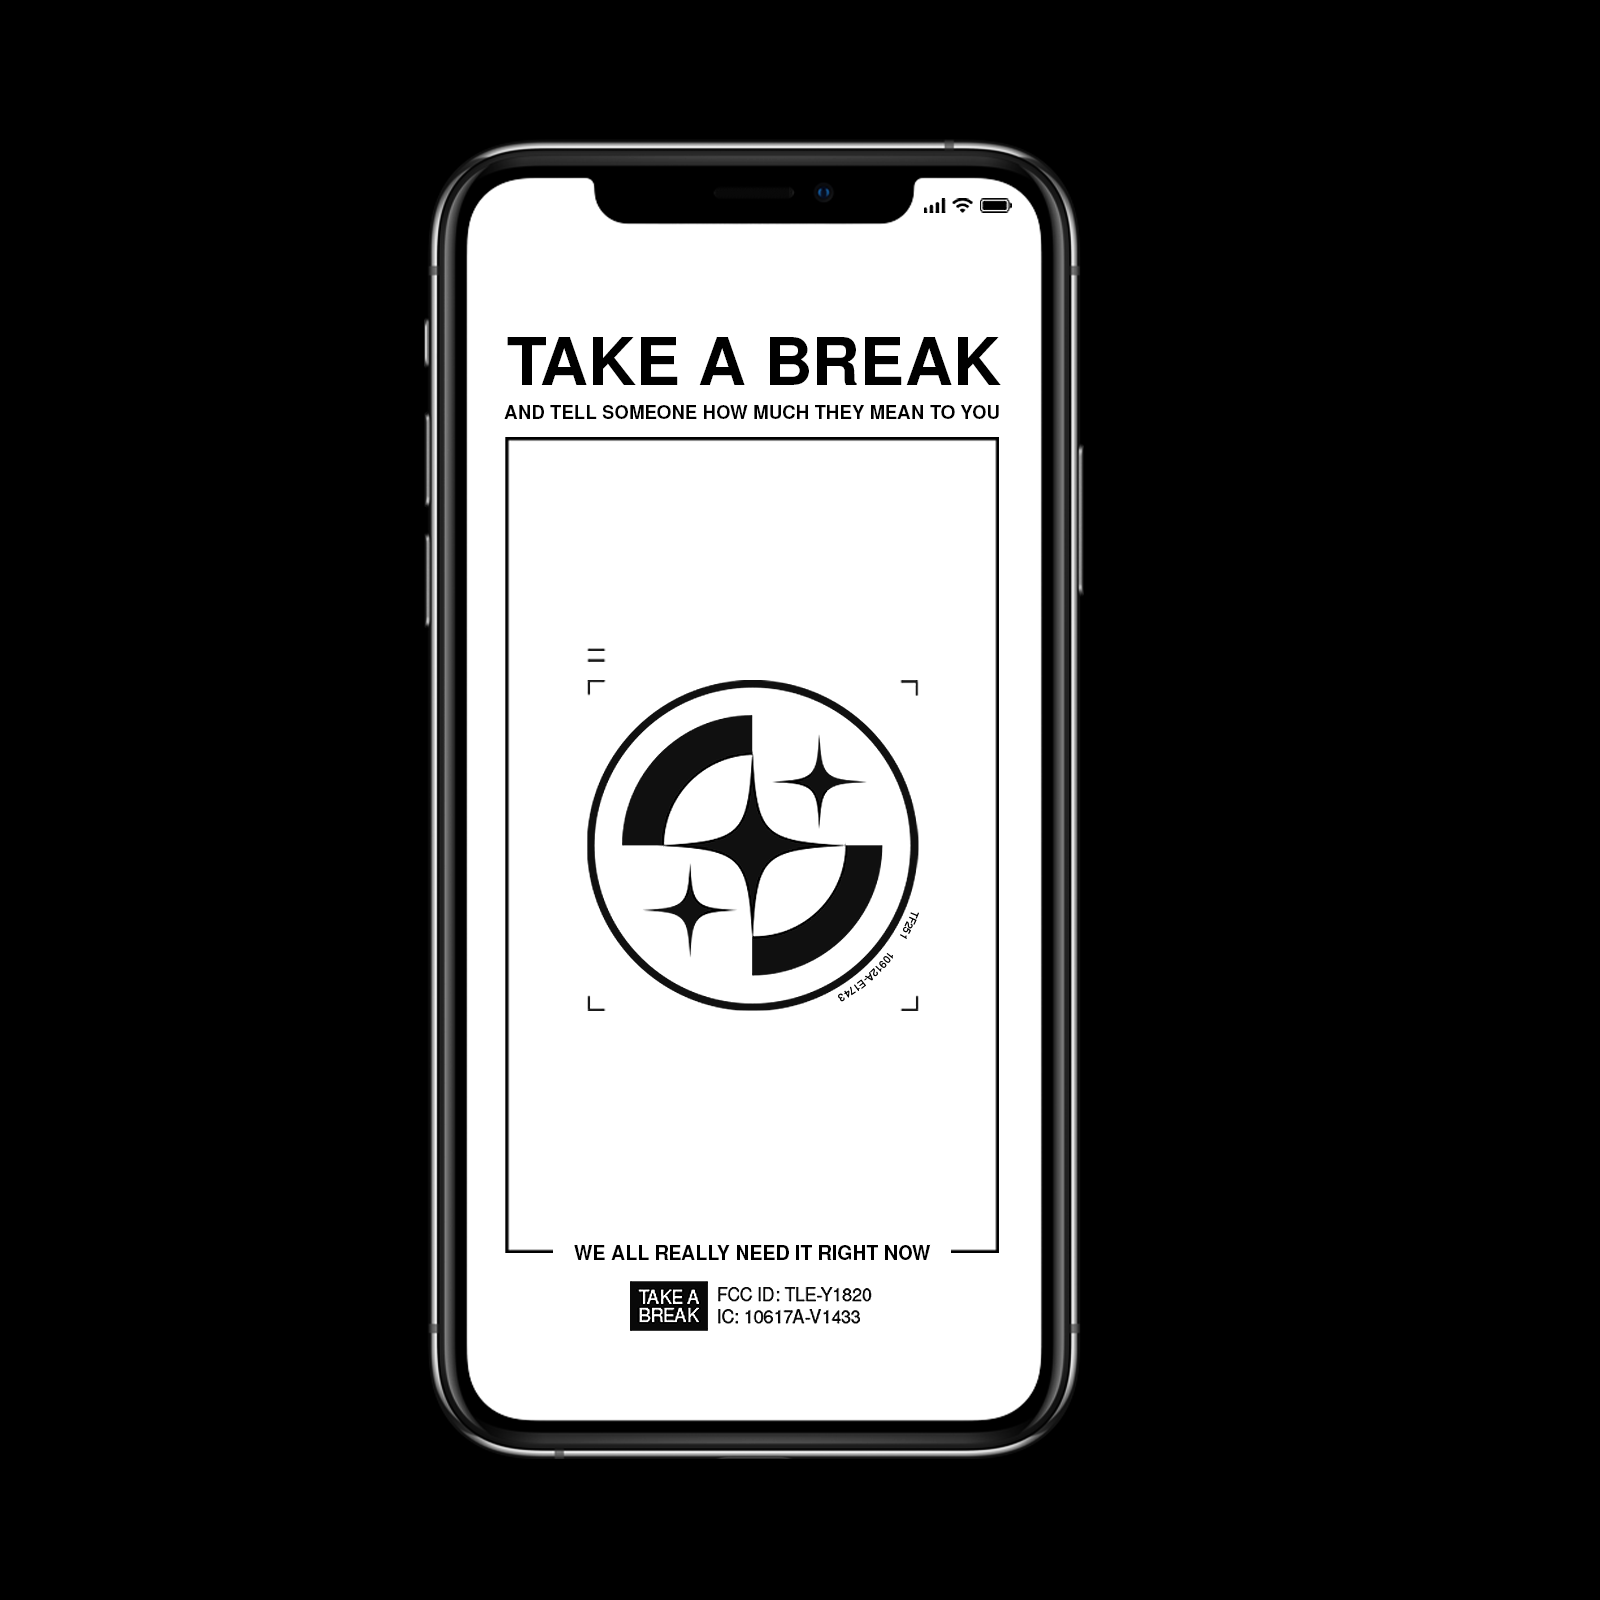 TAKE A BREAK
AND TELL SOMEONE HOW MUCH THEY MEAN TO YOU
TF251 10912A-E1743
WE ALL REALLY NEED IT RIGHT NOW
TAKE A
BREAK
FCC ID: TLE-Y1820
IC: 10617A-V1433